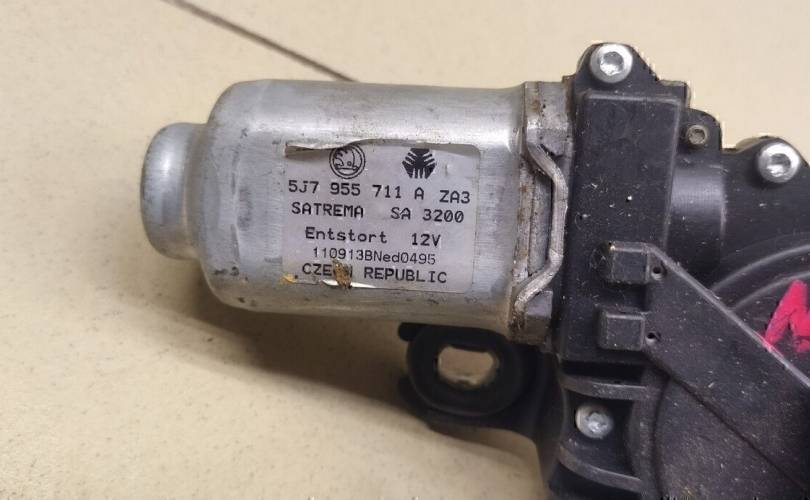 5J7 955 711 A ZA3
SATREMA SA 3200
Entstort 12V
110913BNed0495
CZECH REPUBLIC